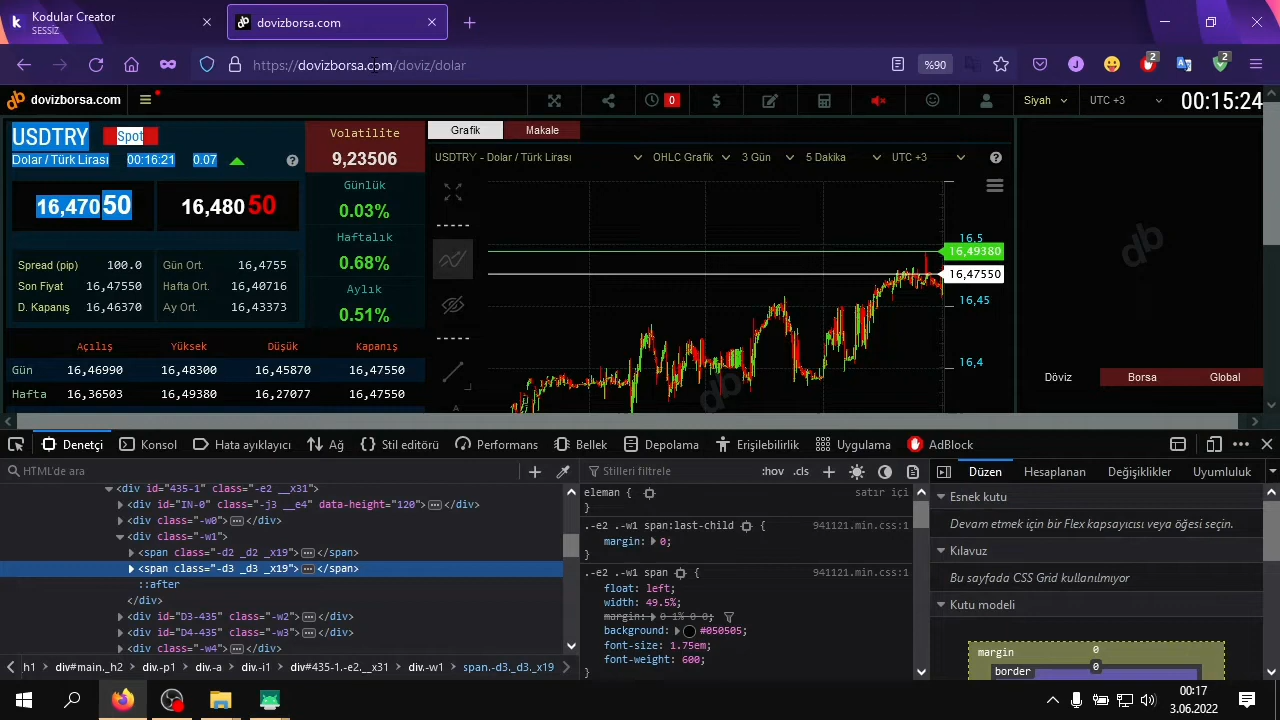 Kodular Creator
SESSİZ
dovizborsa.com
https://dovizborsa.com/doviz/dolar
%90
J
2
2
dovizborsa.com
0
$
Siyah
UTC +3
00:15:24
USDTRY
Spot
Dolar / Türk Lirası
00:16:21
0.07
16,47050
16,48050
Spread (pip)
100.0
Gün Ort.
16,4755
Son Fiyat
16,47550
Hafta Ort.
16,40716
D. Kapanış
16,46370
Ay Ort.
16,43373
Açılış
Yüksek
Düşük
Kapanış
Gün
16,46990
16,48300
16,45870
16,47550
Hafta
16,36503
16,49380
16,27077
16,47550
Volatilite
9,23506
Günlük
0.03%
Haftalık
0.68%
Aylık
0.51%
Grafik
Makale
USDTRY - Dolar / Türk Lirası
OHLC Grafik
3 Gün
5 Dakika
UTC +3
16,5
16,49380
16,47550
16,45
16,4
db
db
Döviz
Borsa
Global
Denetçi
Konsol
Hata ayıklayıcı
Ağ
Stil editörü
Performans
Bellek
Depolama
Erişilebilirlik
Uygulama
AdBlock
HTML'de ara
<div id="435-1" class="-e2 __x31">
<div id="IN-0" class="-j3 __e4" data-height="120"></div>
<div class="-w0"></div>
<div class="-w1">
<span class="-d2 _d2 _x19"></span>
<span class="-d3 _d3 _x19"></span>
::after
</div>
<div id="D3-435" class="-w2"></div>
<div id="D4-435" class="-w3"></div>
<div class="-w4"></div>
h1
div#main._h2
div.-p1
div.-a
div.-i1
div#435-1.-e2.__x31
div.-w1
span.-d3._d3._x19
Stilleri filtrele
:hov
.cls
eleman {
satır içi
}
.-e2 .-w1 span:last-child {
941121.min.css:1
margin: 0;
}
.-e2 .-w1 span {
941121.min.css:1
float: left;
width: 49.5%;
margin: 0 1% 0 0;
background: #050505;
font-size: 1.75em;
font-weight: 600;
}
Düzen
Hesaplanan
Değişiklikler
Uyumluluk
Esnek kutu
Devam etmek için bir Flex kapsayıcısı veya öğesi seçin.
Kılavuz
Bu sayfada CSS Grid kullanılmıyor
Kutu modeli
margin
0
border
0
00:17
3.06.2022